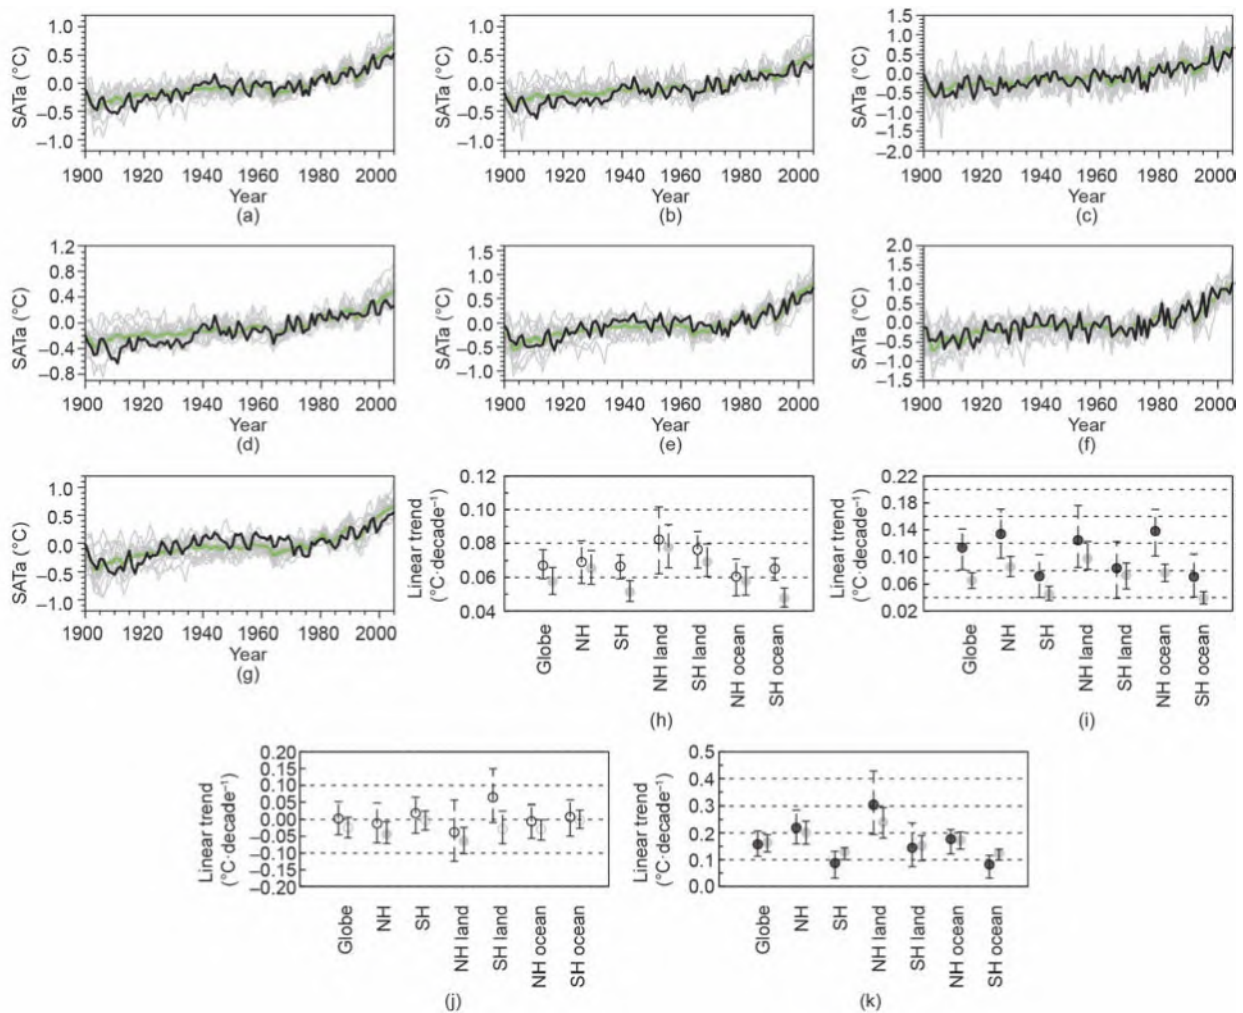 SATa (°C)
1.0
0.5
0.0
–0.5
–1.0
1900 1920 1940 1960 1980 2000
Year
(a)
SATa (°C)
1.0
0.5
0.0
–0.5
–1.0
1900 1920 1940 1960 1980 2000
Year
(b)
SATa (°C)
1.5
1.0
0.5
0.0
–0.5
–1.0
–1.5
–2.0
1900 1920 1940 1960 1980 2000
Year
(c)
SATa (°C)
1.2
0.8
0.4
0.0
–0.4
–0.8
1900 1920 1940 1960 1980 2000
Year
(d)
SATa (°C)
1.5
1.0
0.5
0.0
–0.5
–1.0
1900 1920 1940 1960 1980 2000
Year
(e)
SATa (°C)
2.0
1.5
1.0
0.5
0.0
–0.5
–1.0
–1.5
1900 1920 1940 1960 1980 2000
Year
(f)
SATa (°C)
1.0
0.5
0.0
–0.5
–1.0
1900 1920 1940 1960 1980 2000
Year
(g)
Linear trend
(°C·decade⁻¹)
0.12
0.10
0.08
0.06
0.04
Globe
NH
SH
NH land
SH land
NH ocean
SH ocean
(h)
Linear trend
(°C·decade⁻¹)
0.22
0.18
0.14
0.10
0.06
0.02
Globe
NH
SH
NH land
SH land
NH ocean
SH ocean
(i)
Linear trend
(°C·decade⁻¹)
0.20
0.15
0.10
0.05
0.00
–0.05
–0.10
–0.15
–0.20
Globe
NH
SH
NH land
SH land
NH ocean
SH ocean
(j)
Linear trend
(°C·decade⁻¹)
0.5
0.4
0.3
0.2
0.1
0.0
Globe
NH
SH
NH land
SH land
NH ocean
SH ocean
(k)